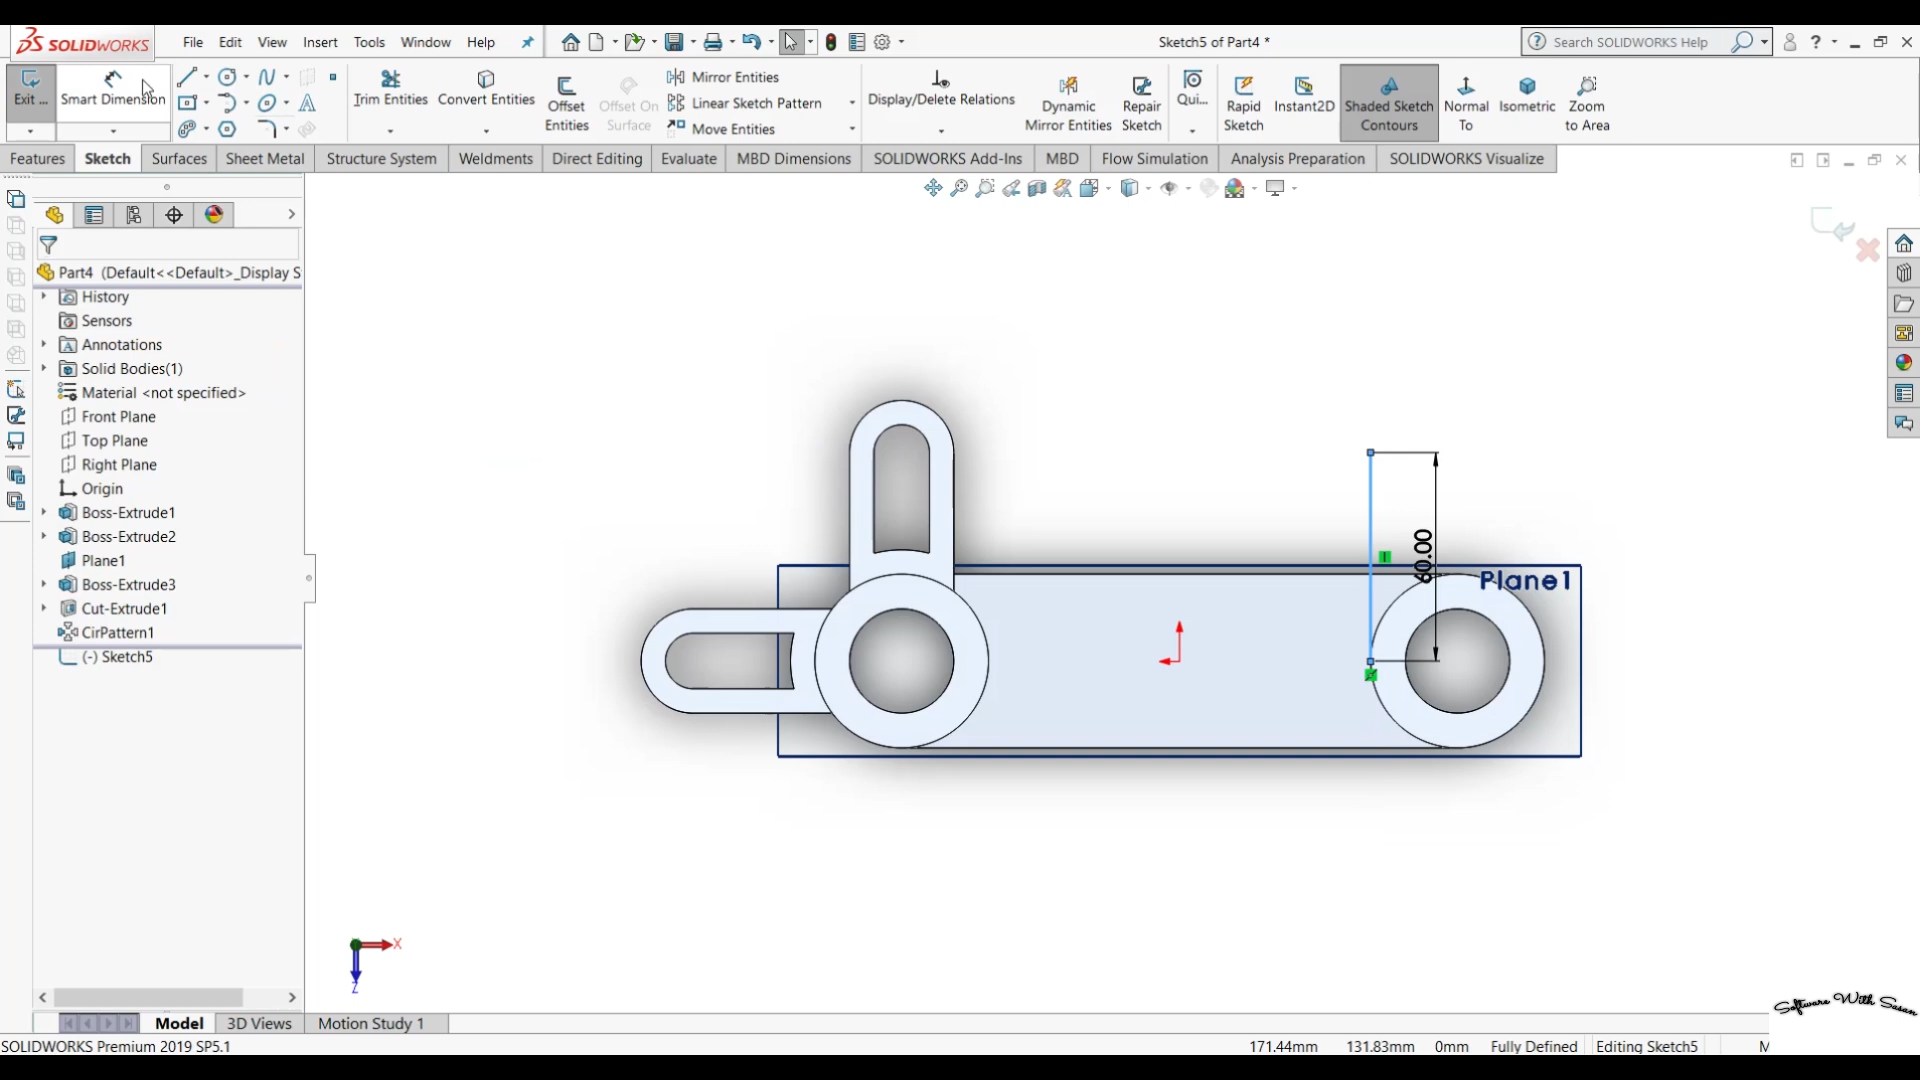 SOLIDWORKS
File Edit View Insert Tools Window Help
Sketch5 of Part4 *
Search SOLIDWORKS Help
Exit ...
Smart Dimension
Trim Entities
Convert Entities
Offset Entities
Offset On Surface
Mirror Entities
Linear Sketch Pattern
Move Entities
Display/Delete Relations
Dynamic Mirror Entities
Repair Sketch
Qui...
Rapid Sketch
Instant2D
Shaded Sketch Contours
Normal To
Isometric
Zoom to Area
Features Sketch Surfaces Sheet Metal Structure System Weldments Direct Editing Evaluate MBD Dimensions SOLIDWORKS Add-Ins MBD Flow Simulation Analysis Preparation SOLIDWORKS Visualize
Part4 (Default<<Default>_Display S
History
Sensors
Annotations
Solid Bodies(1)
Material <not specified>
Front Plane
Top Plane
Right Plane
Origin
Boss-Extrude1
Boss-Extrude2
Plane1
Boss-Extrude3
Cut-Extrude1
CirPattern1
(-) Sketch5
60.00
Plane1
X
Z
Software With Sasan
Model 3D Views Motion Study 1
SOLIDWORKS Premium 2019 SP5.1
171.44mm 131.83mm 0mm Fully Defined Editing Sketch5 M